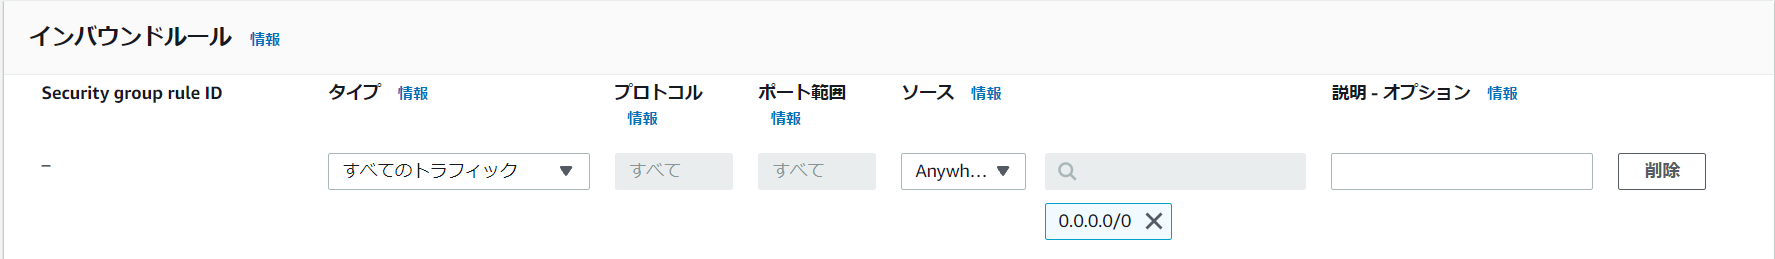 インバウンドルール 情報
Security group rule ID タイプ 情報 プロトコル 情報 ポート範囲 情報 ソース 情報 説明 - オプション 情報
– すべてのトラフィック すべて すべて Anywh... 削除
0.0.0.0/0